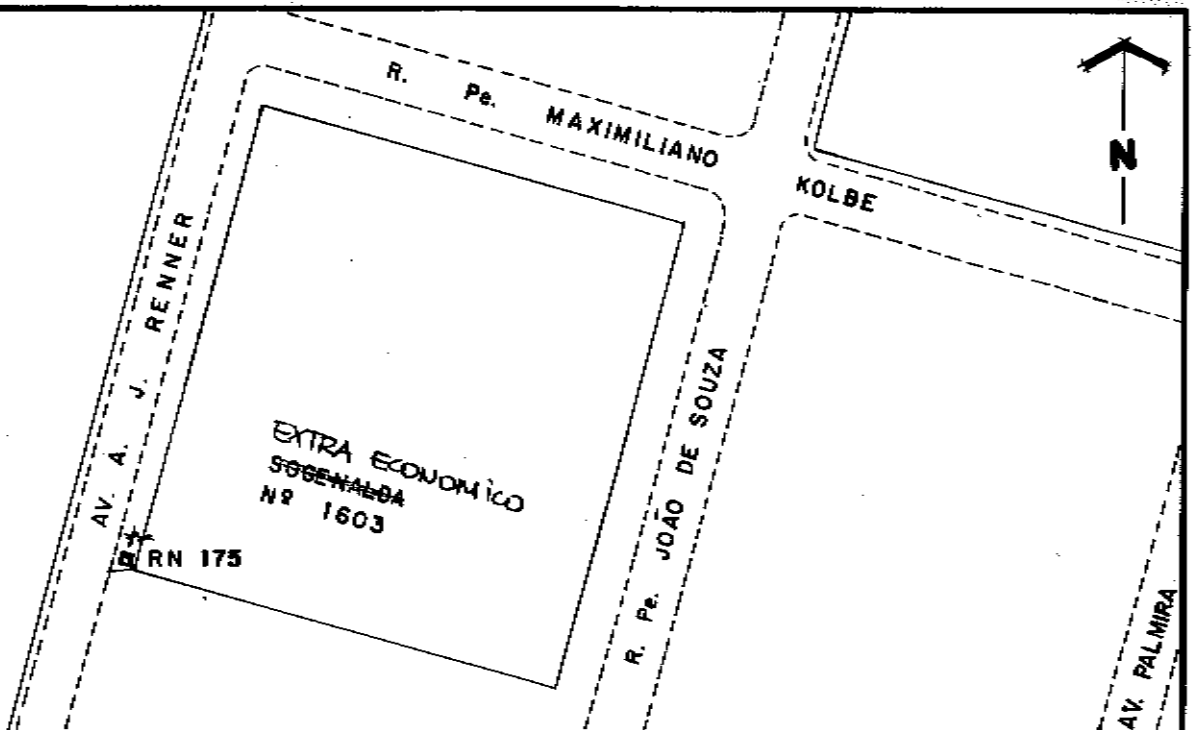 R. Pe. MAXIMILIANO KOLBE
N
AV. A. J. RENNER
EXTRA ECONOMICO
SOGENALDA
Nº 1603
RN 175
R. Pe. JOÃO DE SOUZA
AV. PALMIRA